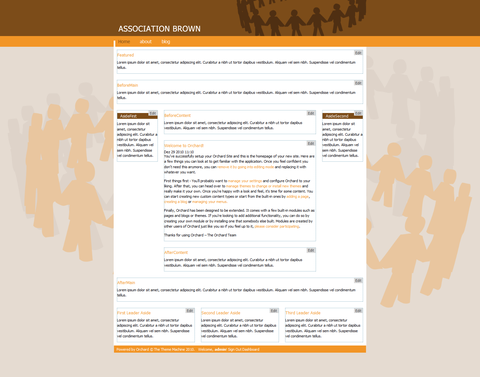 ASSOCIATION BROWN
Home about blog
Edit
Featured
Lorem ipsum dolor sit amet, consectetur adipiscing elit. Curabitur a nibh ut tortor dapibus vestibulum. Aliquam vel sem nibh. Suspendisse vel condimentum
tellus.
Edit
BeforeMain
Lorem ipsum dolor sit amet, consectetur adipiscing elit. Curabitur a nibh ut tortor dapibus vestibulum. Aliquam vel sem nibh. Suspendisse vel condimentum
tellus.
Edit
AsideFirst
Lorem ipsum dolor sit
amet, consectetur
adipiscing elit. Curabitur a
nibh ut tortor dapibus
vestibulum. Aliquam vel
sem nibh. Suspendisse vel
condimentum tellus.
Edit
BeforeContent
Lorem ipsum dolor sit amet, consectetur adipiscing elit. Curabitur a nibh ut tortor dapibus
vestibulum. Aliquam vel sem nibh. Suspendisse vel condimentum tellus.
Edit
Welcome to Orchard!
Dec 29 2010 11:10
You've successfully setup your Orchard Site and this is the homepage of your new site. Here are a
few things you can look at to get familiar with the application. Once you feel confident you
don't need this anymore, you can remove it by going into editing mode and replacing it with
whatever you want.
First things first - You'll probably want to manage your settings and configure Orchard to your
liking. After that, you can head over to manage themes to change or install new themes and
really make it your own. Once you're happy with a look and feel, it's time for some content. You
can start creating new custom content types or start from the built-in ones by adding a page,
creating a blog or managing your menus.
Finally, Orchard has been designed to be extended. It comes with a few built-in modules such as
pages and blogs or themes. If you're looking to add additional functionality, you can do so by
creating your own module or by installing one that somebody else built. Modules are created by
other users of Orchard just like you so if you feel up to it, please consider participating.
Thanks for using Orchard - The Orchard Team
Edit
AfterContent
Lorem ipsum dolor sit amet, consectetur adipiscing elit. Curabitur a nibh ut tortor dapibus
vestibulum. Aliquam vel sem nibh. Suspendisse vel condimentum tellus.
Edit
AsideSecond
Lorem ipsum dolor sit
amet, consectetur
adipiscing elit. Curabitur a
nibh ut tortor dapibus
vestibulum. Aliquam vel
sem nibh. Suspendisse vel
condimentum tellus.
Edit
AfterMain
Lorem ipsum dolor sit amet, consectetur adipiscing elit. Curabitur a nibh ut tortor dapibus vestibulum. Aliquam vel sem nibh. Suspendisse vel condimentum
tellus.
Edit
First Leader Aside
Lorem ipsum dolor sit amet, consectetur
adipiscing elit. Curabitur a nibh ut tortor dapibus
vestibulum. Aliquam vel sem nibh. Suspendisse
vel condimentum tellus.
Edit
Second Leader Aside
Lorem ipsum dolor sit amet, consectetur
adipiscing elit. Curabitur a nibh ut tortor dapibus
vestibulum. Aliquam vel sem nibh. Suspendisse
vel condimentum tellus.
Edit
Third Leader Aside
Lorem ipsum dolor sit amet, consectetur
adipiscing elit. Curabitur a nibh ut tortor dapibus
vestibulum. Aliquam vel sem nibh. Suspendisse
vel condimentum tellus.
Powered by Orchard © The Theme Machine 2010. Welcome, admin! Sign Out Dashboard